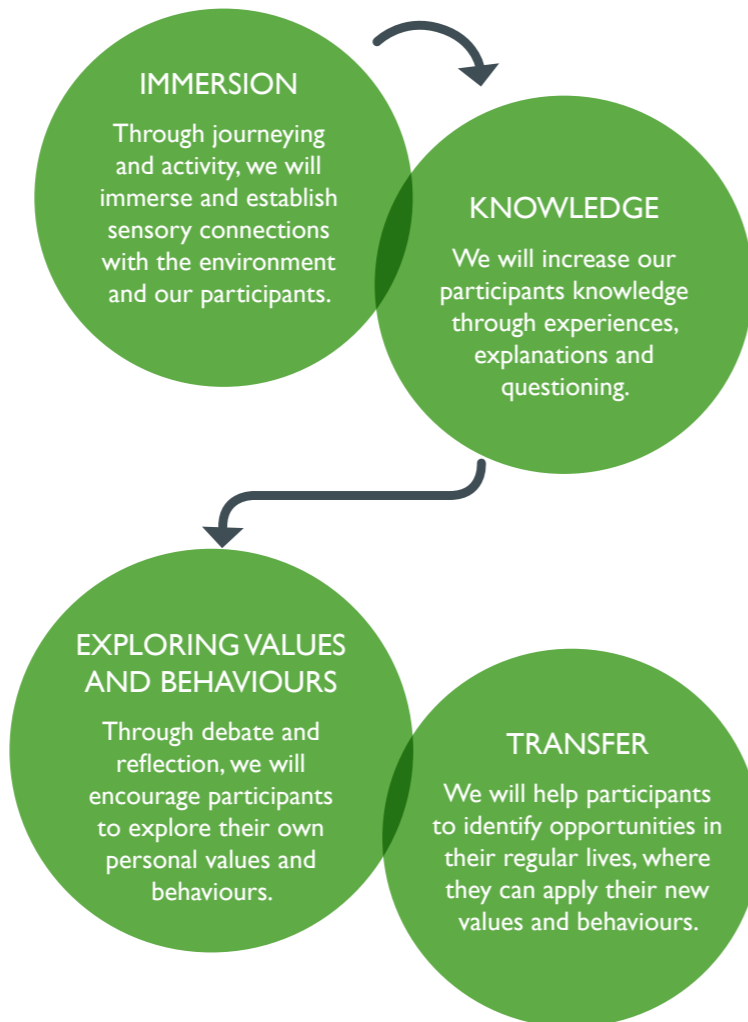 IMMERSION
Through journeying
and activity, we will
immerse and establish
sensory connections
with the environment
and our participants.
KNOWLEDGE
We will increase our
participants knowledge
through experiences,
explanations and
questioning.
EXPLORING VALUES
AND BEHAVIOURS
Through debate and
reflection, we will
encourage participants
to explore their own
personal values and
behaviours.
TRANSFER
We will help participants
to identify opportunities in
their regular lives, where
they can apply their new
values and behaviours.